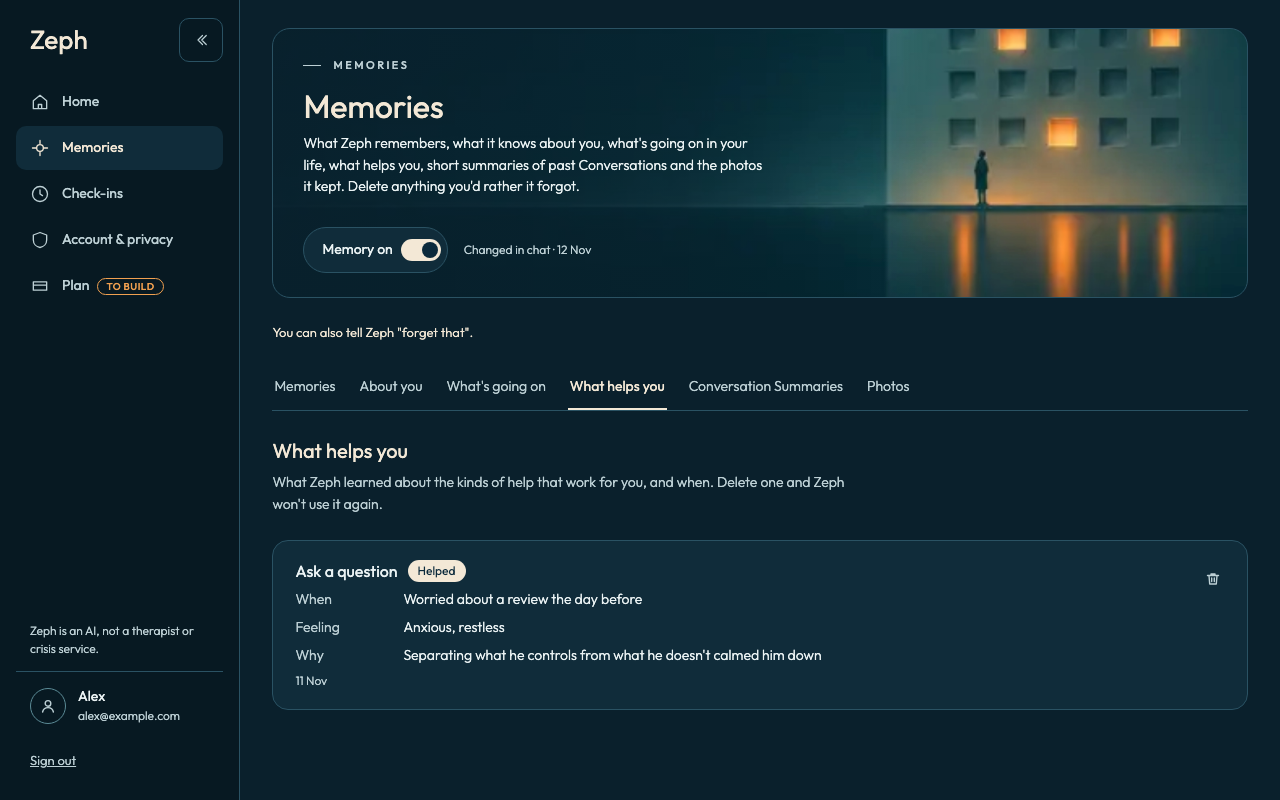 Zeph
Home
Memories
Check-ins
Account & privacy
Plan TO BUILD
Zeph is an AI, not a therapist or
crisis service.
Alex
alex@example.com
Sign out
MEMORIES
Memories
What Zeph remembers, what it knows about you, what's going on in your
life, what helps you, short summaries of past Conversations and the photos
it kept. Delete anything you'd rather it forgot.
Memory on
Changed in chat · 12 Nov
You can also tell Zeph "forget that".
Memories About you What's going on What helps you Conversation Summaries Photos
What helps you
What Zeph learned about the kinds of help that work for you, and when. Delete one and Zeph
won't use it again.
Ask a question Helped
When Worried about a review the day before
Feeling Anxious, restless
Why Separating what he controls from what he doesn't calmed him down
11 Nov